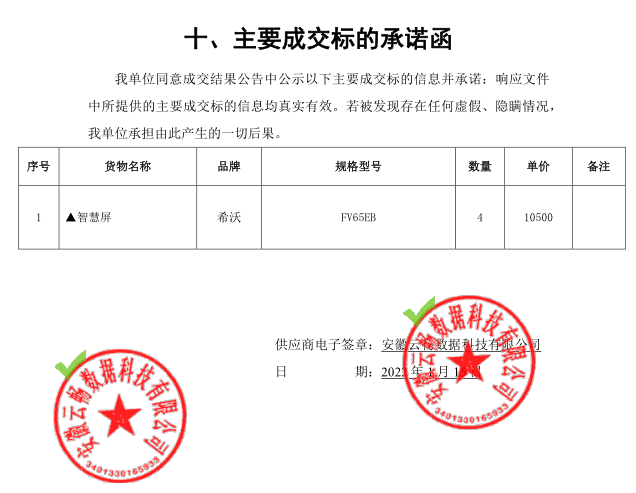 十、主要成交标的承诺函
我单位同意成交结果公告中公示以下主要成交标的信息并承诺：响应文件
中所提供的主要成交标的信息均真实有效。若被发现存在任何虚假、隐瞒情况，
我单位承担由此产生的一切后果。
序号 货物名称 品牌 规格型号 数量 单价 备注
1 ▲智慧屏 希沃 FV65EB 4 10500
供应商电子签章：安徽云畅数据科技有限公司
日 期：2022年1月1 日
安徽云畅数据科技有限公司
3401330165933
安徽云畅数据科技有限公司
3401330165933